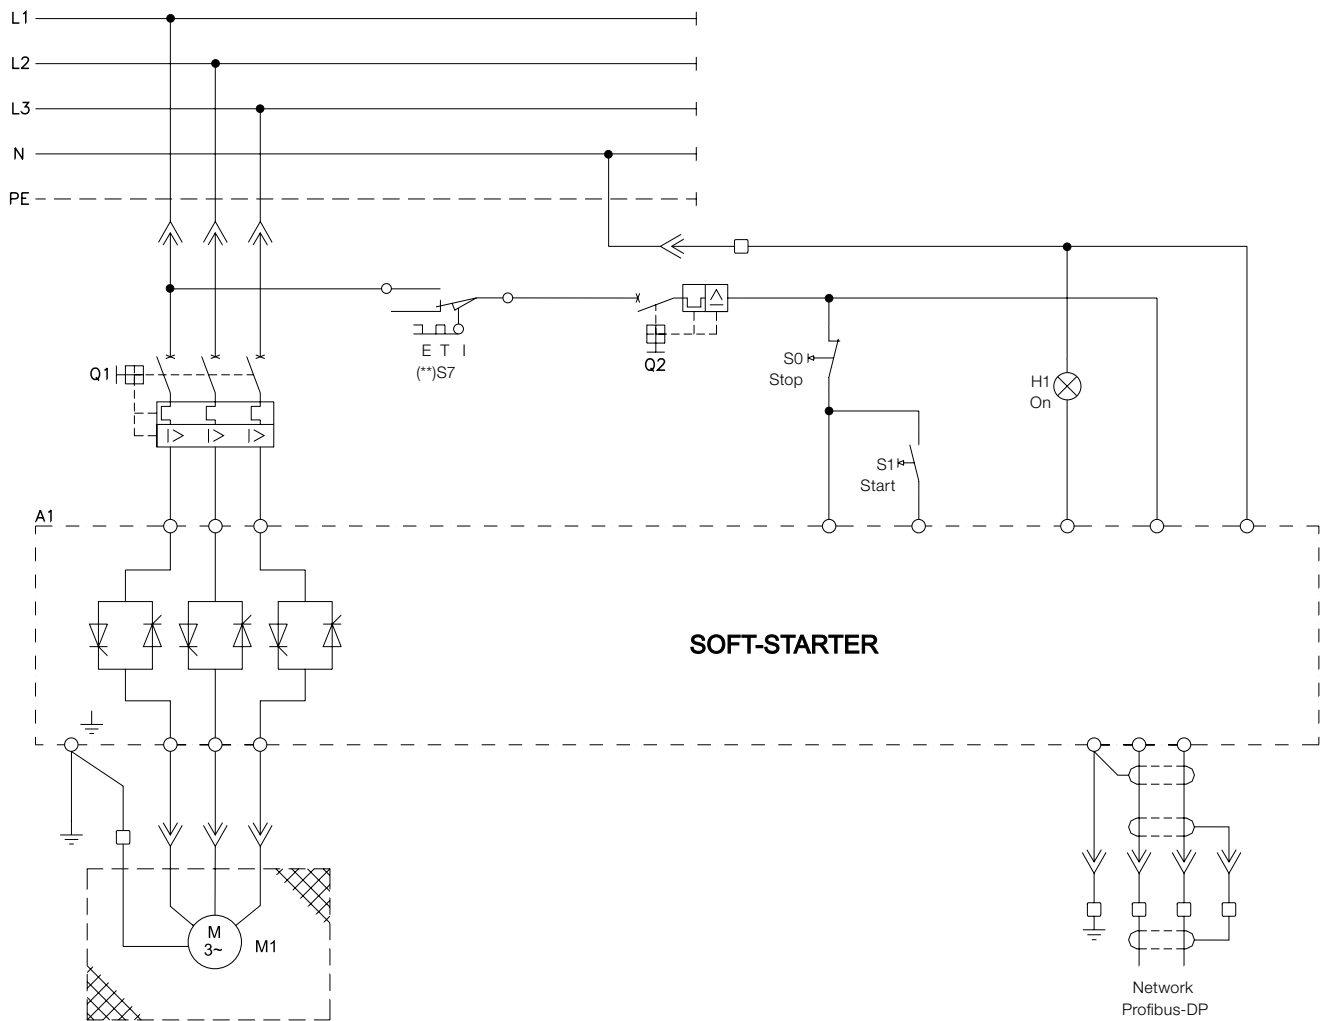 L1
L2
L3
N
PE
Q1
E T I
(**)S7
Q2
S0
Stop
H1
On
S1
Start
A1
SOFT-STARTER
M
3~
M1
Network
Profibus-DP